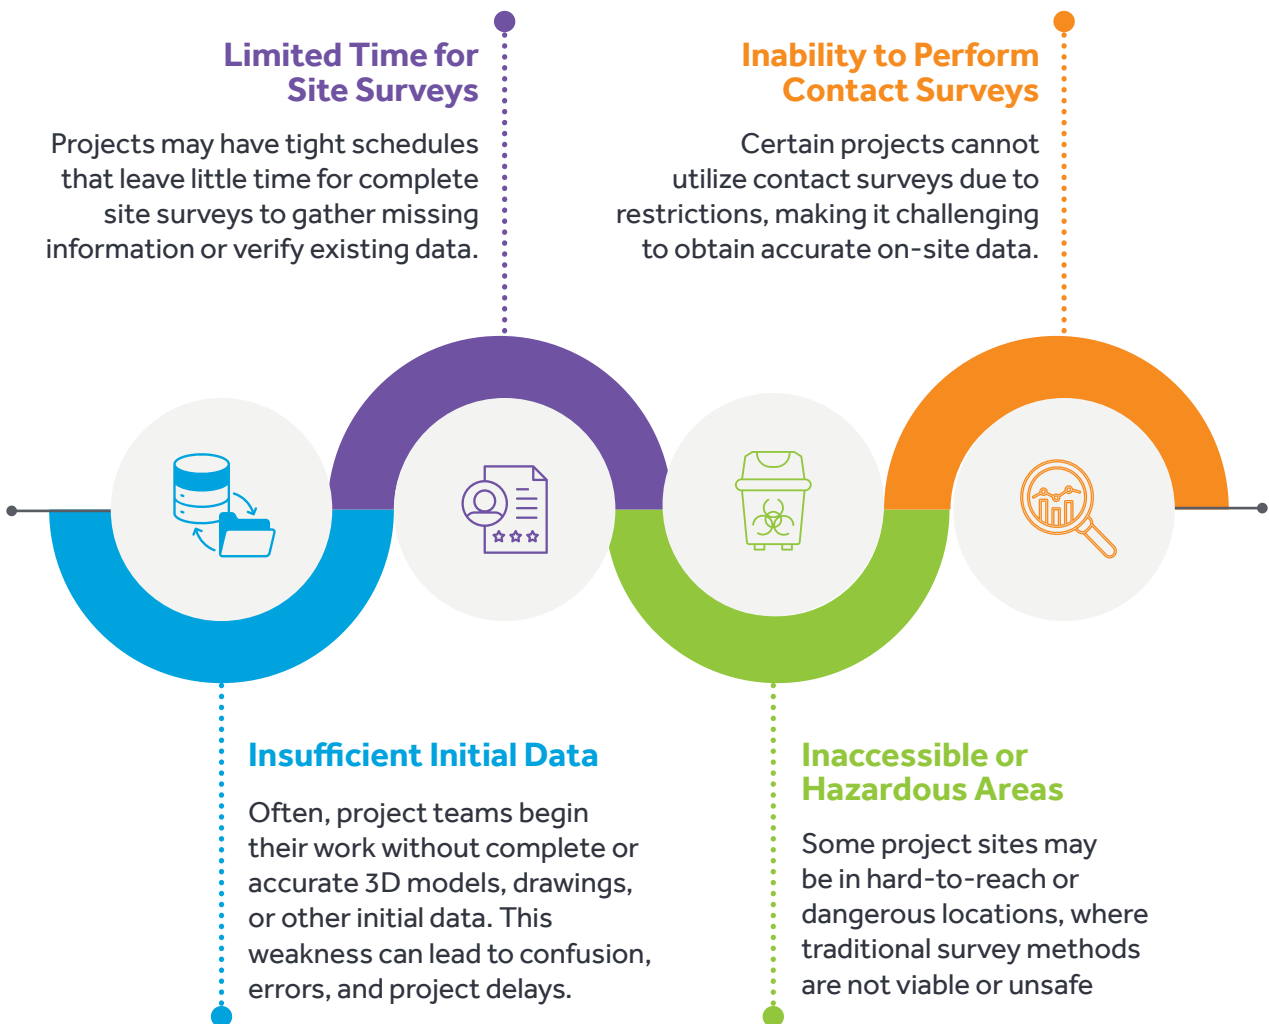 Limited Time for
Site Surveys
Projects may have tight schedules
that leave little time for complete
site surveys to gather missing
information or verify existing data.
Inability to Perform
Contact Surveys
Certain projects cannot
utilize contact surveys due to
restrictions, making it challenging
to obtain accurate on-site data.
Insufficient Initial Data
Often, project teams begin
their work without complete or
accurate 3D models, drawings,
or other initial data. This
weakness can lead to confusion,
errors, and project delays.
Inaccessible or
Hazardous Areas
Some project sites may
be in hard-to-reach or
dangerous locations, where
traditional survey methods
are not viable or unsafe